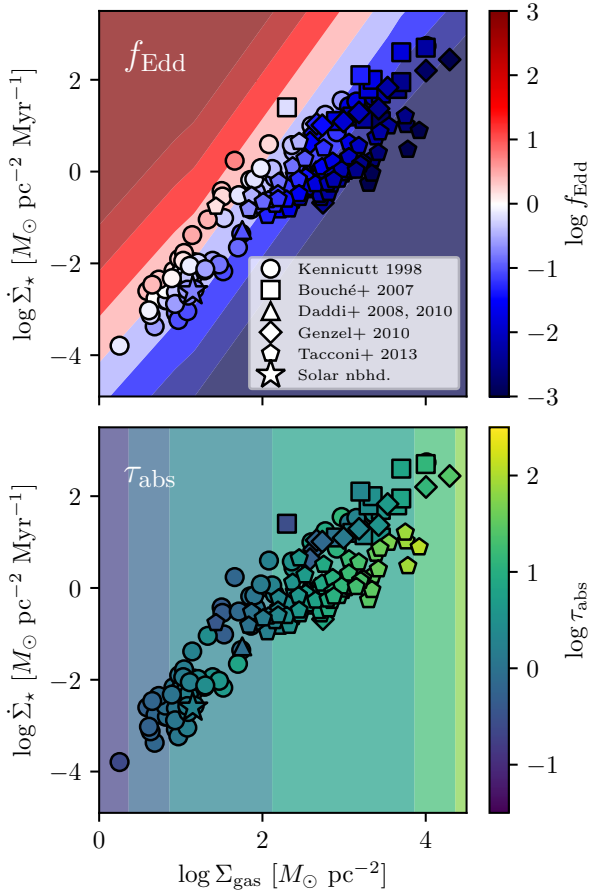 f_Edd
2
0
−2
−4
log Σ̇⋆ [M⊙ pc−2 Myr−1]
Kennicutt 1998
Bouché+ 2007
Daddi+ 2008, 2010
Genzel+ 2010
Tacconi+ 2013
Solar nbhd.
3
2
1
0
−1
−2
−3
log f_Edd
τ_abs
2
0
−2
−4
log Σ̇⋆ [M⊙ pc−2 Myr−1]
0
2
4
log Σ_gas [M⊙ pc−2]
2
1
0
−1
log τ_abs